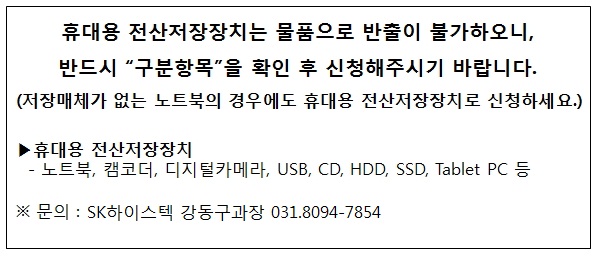 휴대용 전산저장장치는 물품으로 반출이 불가하오니,
반드시 “구분항목”을 확인 후 신청해주시기 바랍니다.
(저장매체가 없는 노트북의 경우에도 휴대용 전산저장장치로 신청하세요.)
▶휴대용 전산저장장치
- 노트북, 캠코더, 디지털카메라, USB, CD, HDD, SSD, Tablet PC 등
※ 문의 : SK하이스텍 강동구과장 031.8094-7854